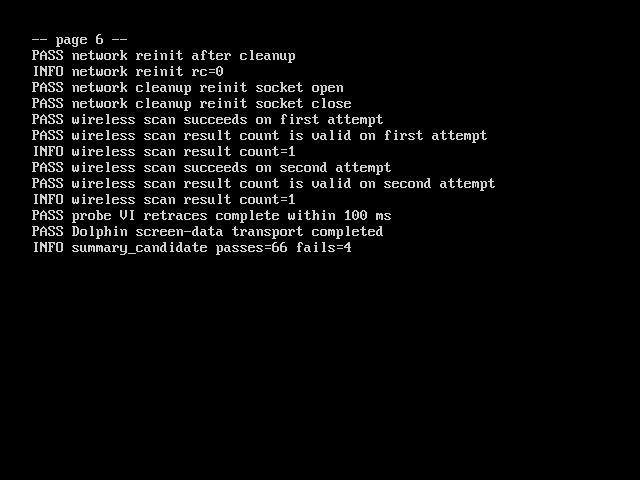 -- page 6 --
PASS network reinit after cleanup
INFO network reinit rc=0
PASS network cleanup reinit socket open
PASS network cleanup reinit socket close
PASS wireless scan succeeds on first attempt
PASS wireless scan result count is valid on first attempt
INFO wireless scan result count=1
PASS wireless scan succeeds on second attempt
PASS wireless scan result count is valid on second attempt
INFO wireless scan result count=1
PASS probe VI retraces complete within 100 ms
PASS Dolphin screen-data transport completed
INFO summary_candidate passes=66 fails=4